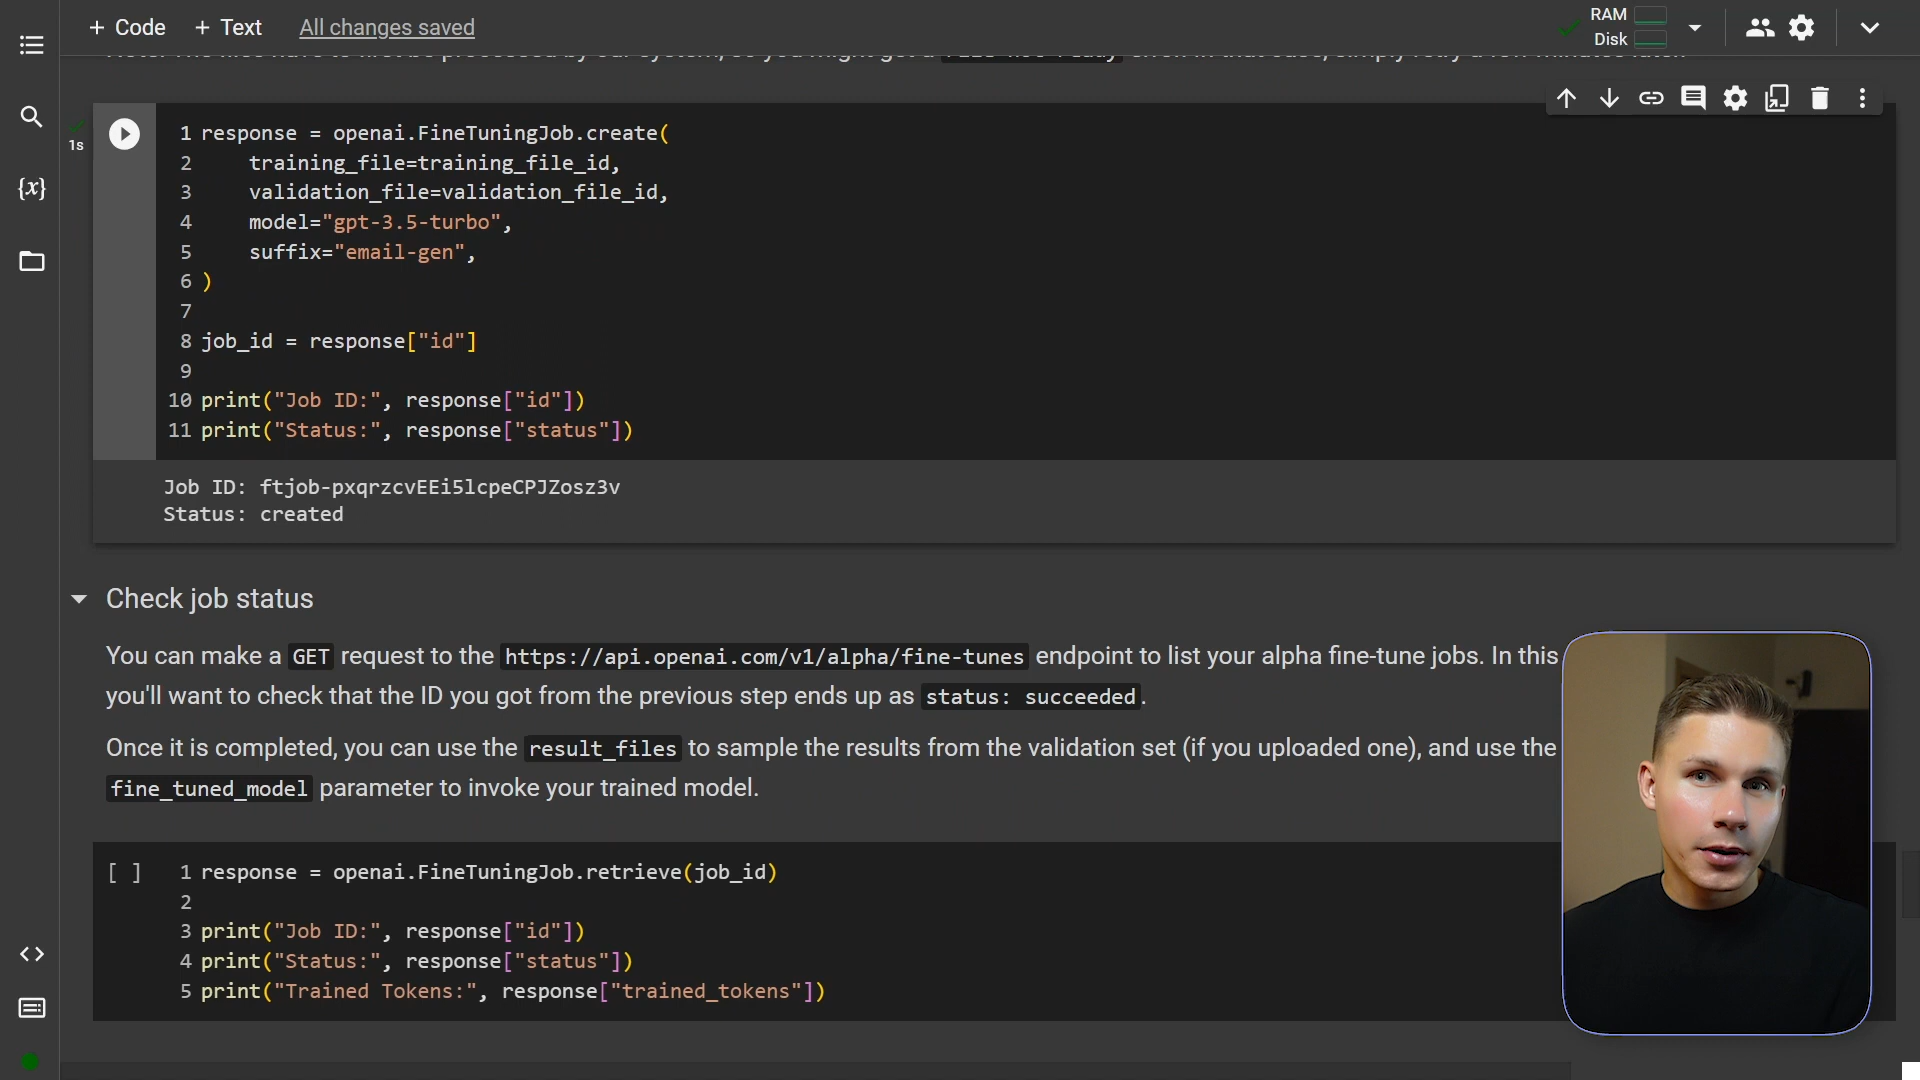 + Code + Text All changes saved
RAM
Disk
1s
1 response = openai.FineTuningJob.create(
2 training_file=training_file_id,
3 validation_file=validation_file_id,
4 model="gpt-3.5-turbo",
5 suffix="email-gen",
6 )
7
8 job_id = response["id"]
9
10 print("Job ID:", response["id"])
11 print("Status:", response["status"])
Job ID: ftjob-pxqrzcvEEi5lcpeCPJZosz3v
Status: created
Check job status
You can make a GET request to the https://api.openai.com/v1/alpha/fine-tunes endpoint to list your alpha fine-tune jobs. In this
you'll want to check that the ID you got from the previous step ends up as status: succeeded.
Once it is completed, you can use the result_files to sample the results from the validation set (if you uploaded one), and use the
fine_tuned_model parameter to invoke your trained model.
[ ]
1 response = openai.FineTuningJob.retrieve(job_id)
2
3 print("Job ID:", response["id"])
4 print("Status:", response["status"])
5 print("Trained Tokens:", response["trained_tokens"])